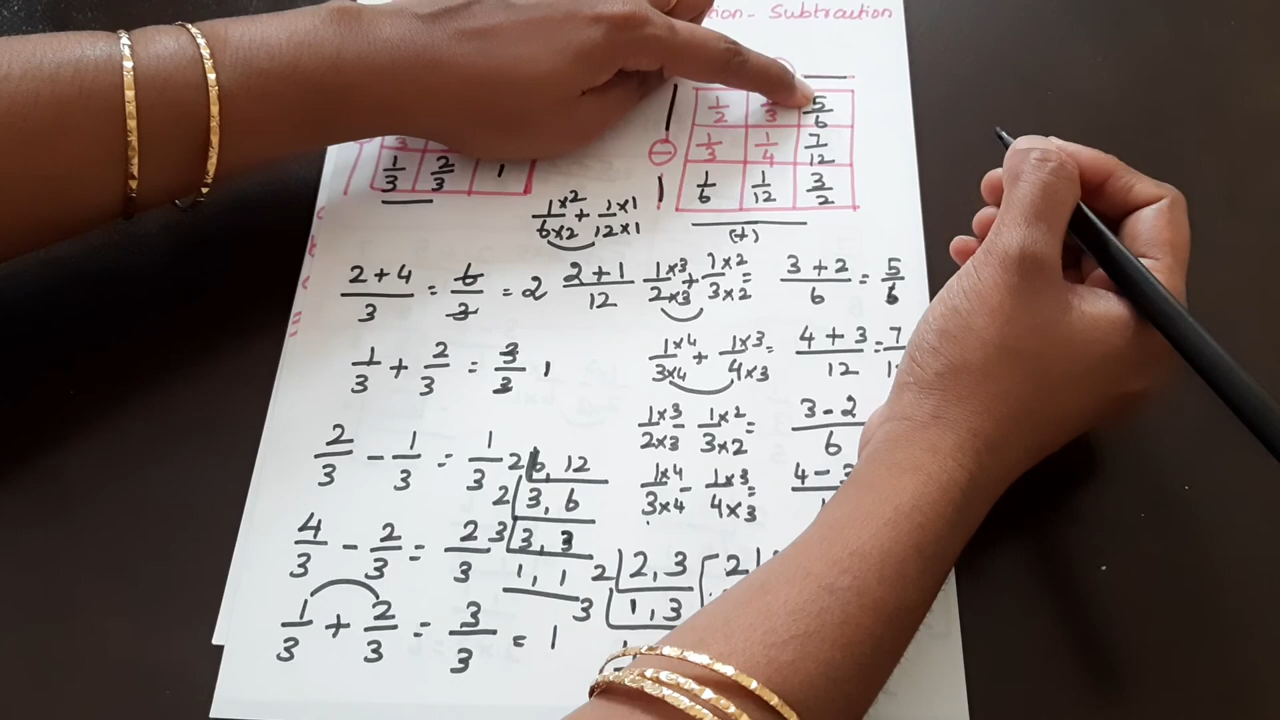 - Subtraction
1/2 1/3 5/6
⊖ 1/3 1/4 7/12
1/6 1/12 3/2
(+)
3
1/3 2/3 1
1×2/6×2 + 1×1/12×1
2+4/3 = 6/3 = 2
2+1/12
1×3/2×3 + 1×2/3×2 = 3+2/6 = 5/6
1/3 + 2/3 = 3/3 1
1×4/3×4 + 1×3/4×3 = 4+3/12 = 7/1
1×3/2×3 - 1×2/3×2 = 3-2/6
2/3 - 1/3 = 1/3
1×4/3×4 - 1×3/4×3 = 4-3
4/3 - 2/3 = 2/3
1/3 + 2/3 = 3/3 = 1
2 6, 12
2 3, 6
3 3, 3
1, 1
2 2, 3
3 1, 3
2